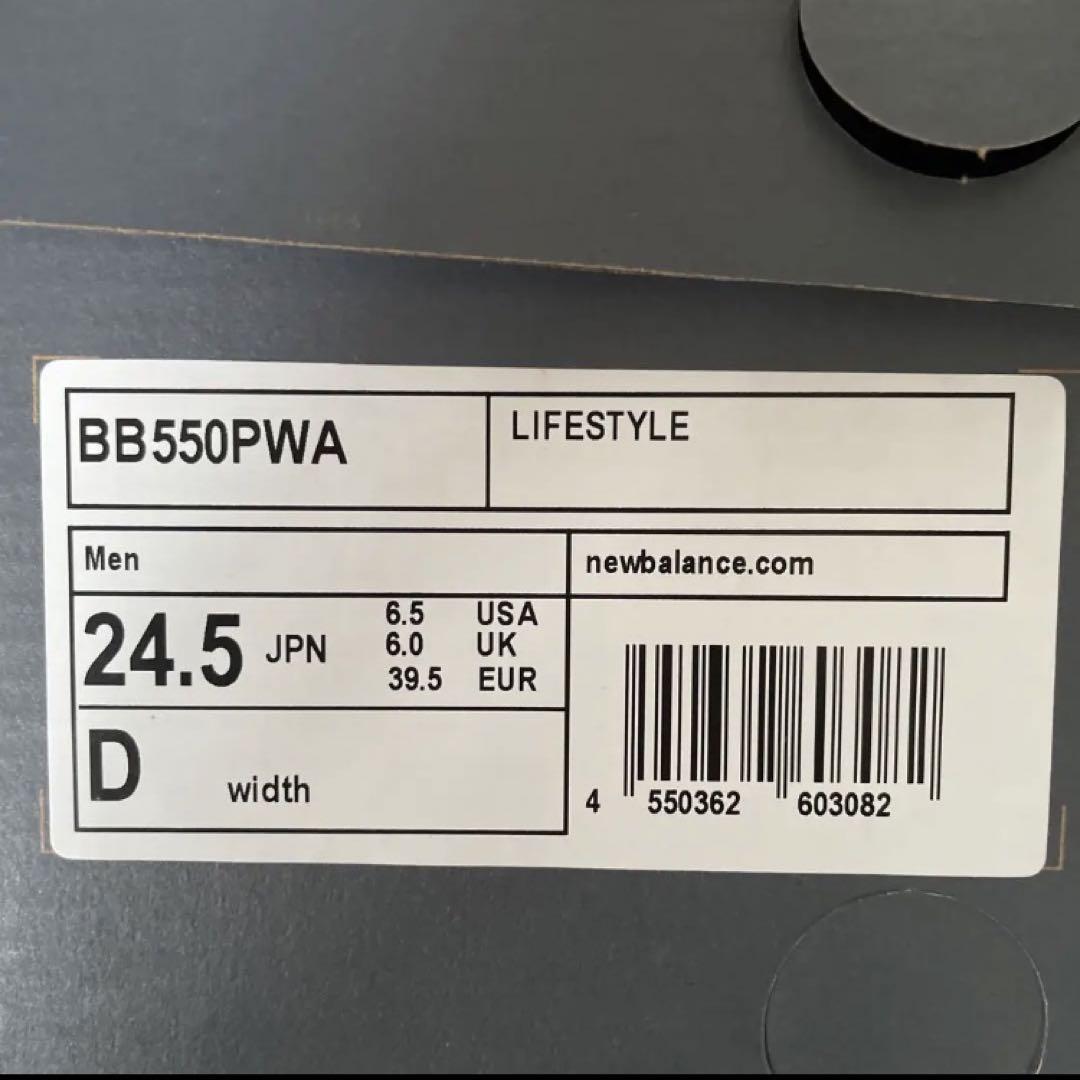 BB550PWA
LIFESTYLE
Men
newbalance.com
24.5 JPN
6.5 USA
6.0 UK
39.5 EUR
D width
4 550362 603082